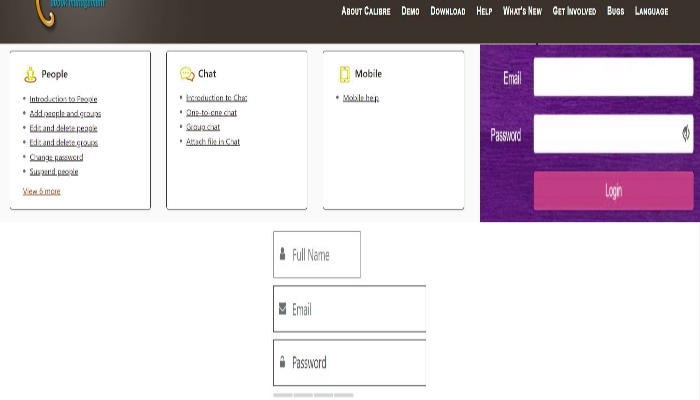 ebook management
About Calibre Demo Download Help What's New Get Involved Bugs Language
People
Introduction to People
Add people and groups
Edit and delete people
Edit and delete groups
Change password
Suspend people
View 6 more
Chat
Introduction to Chat
One-to-one chat
Group chat
Attach file in Chat
Mobile
Mobile help
Email
Password
Login
Full Name
Email
Password